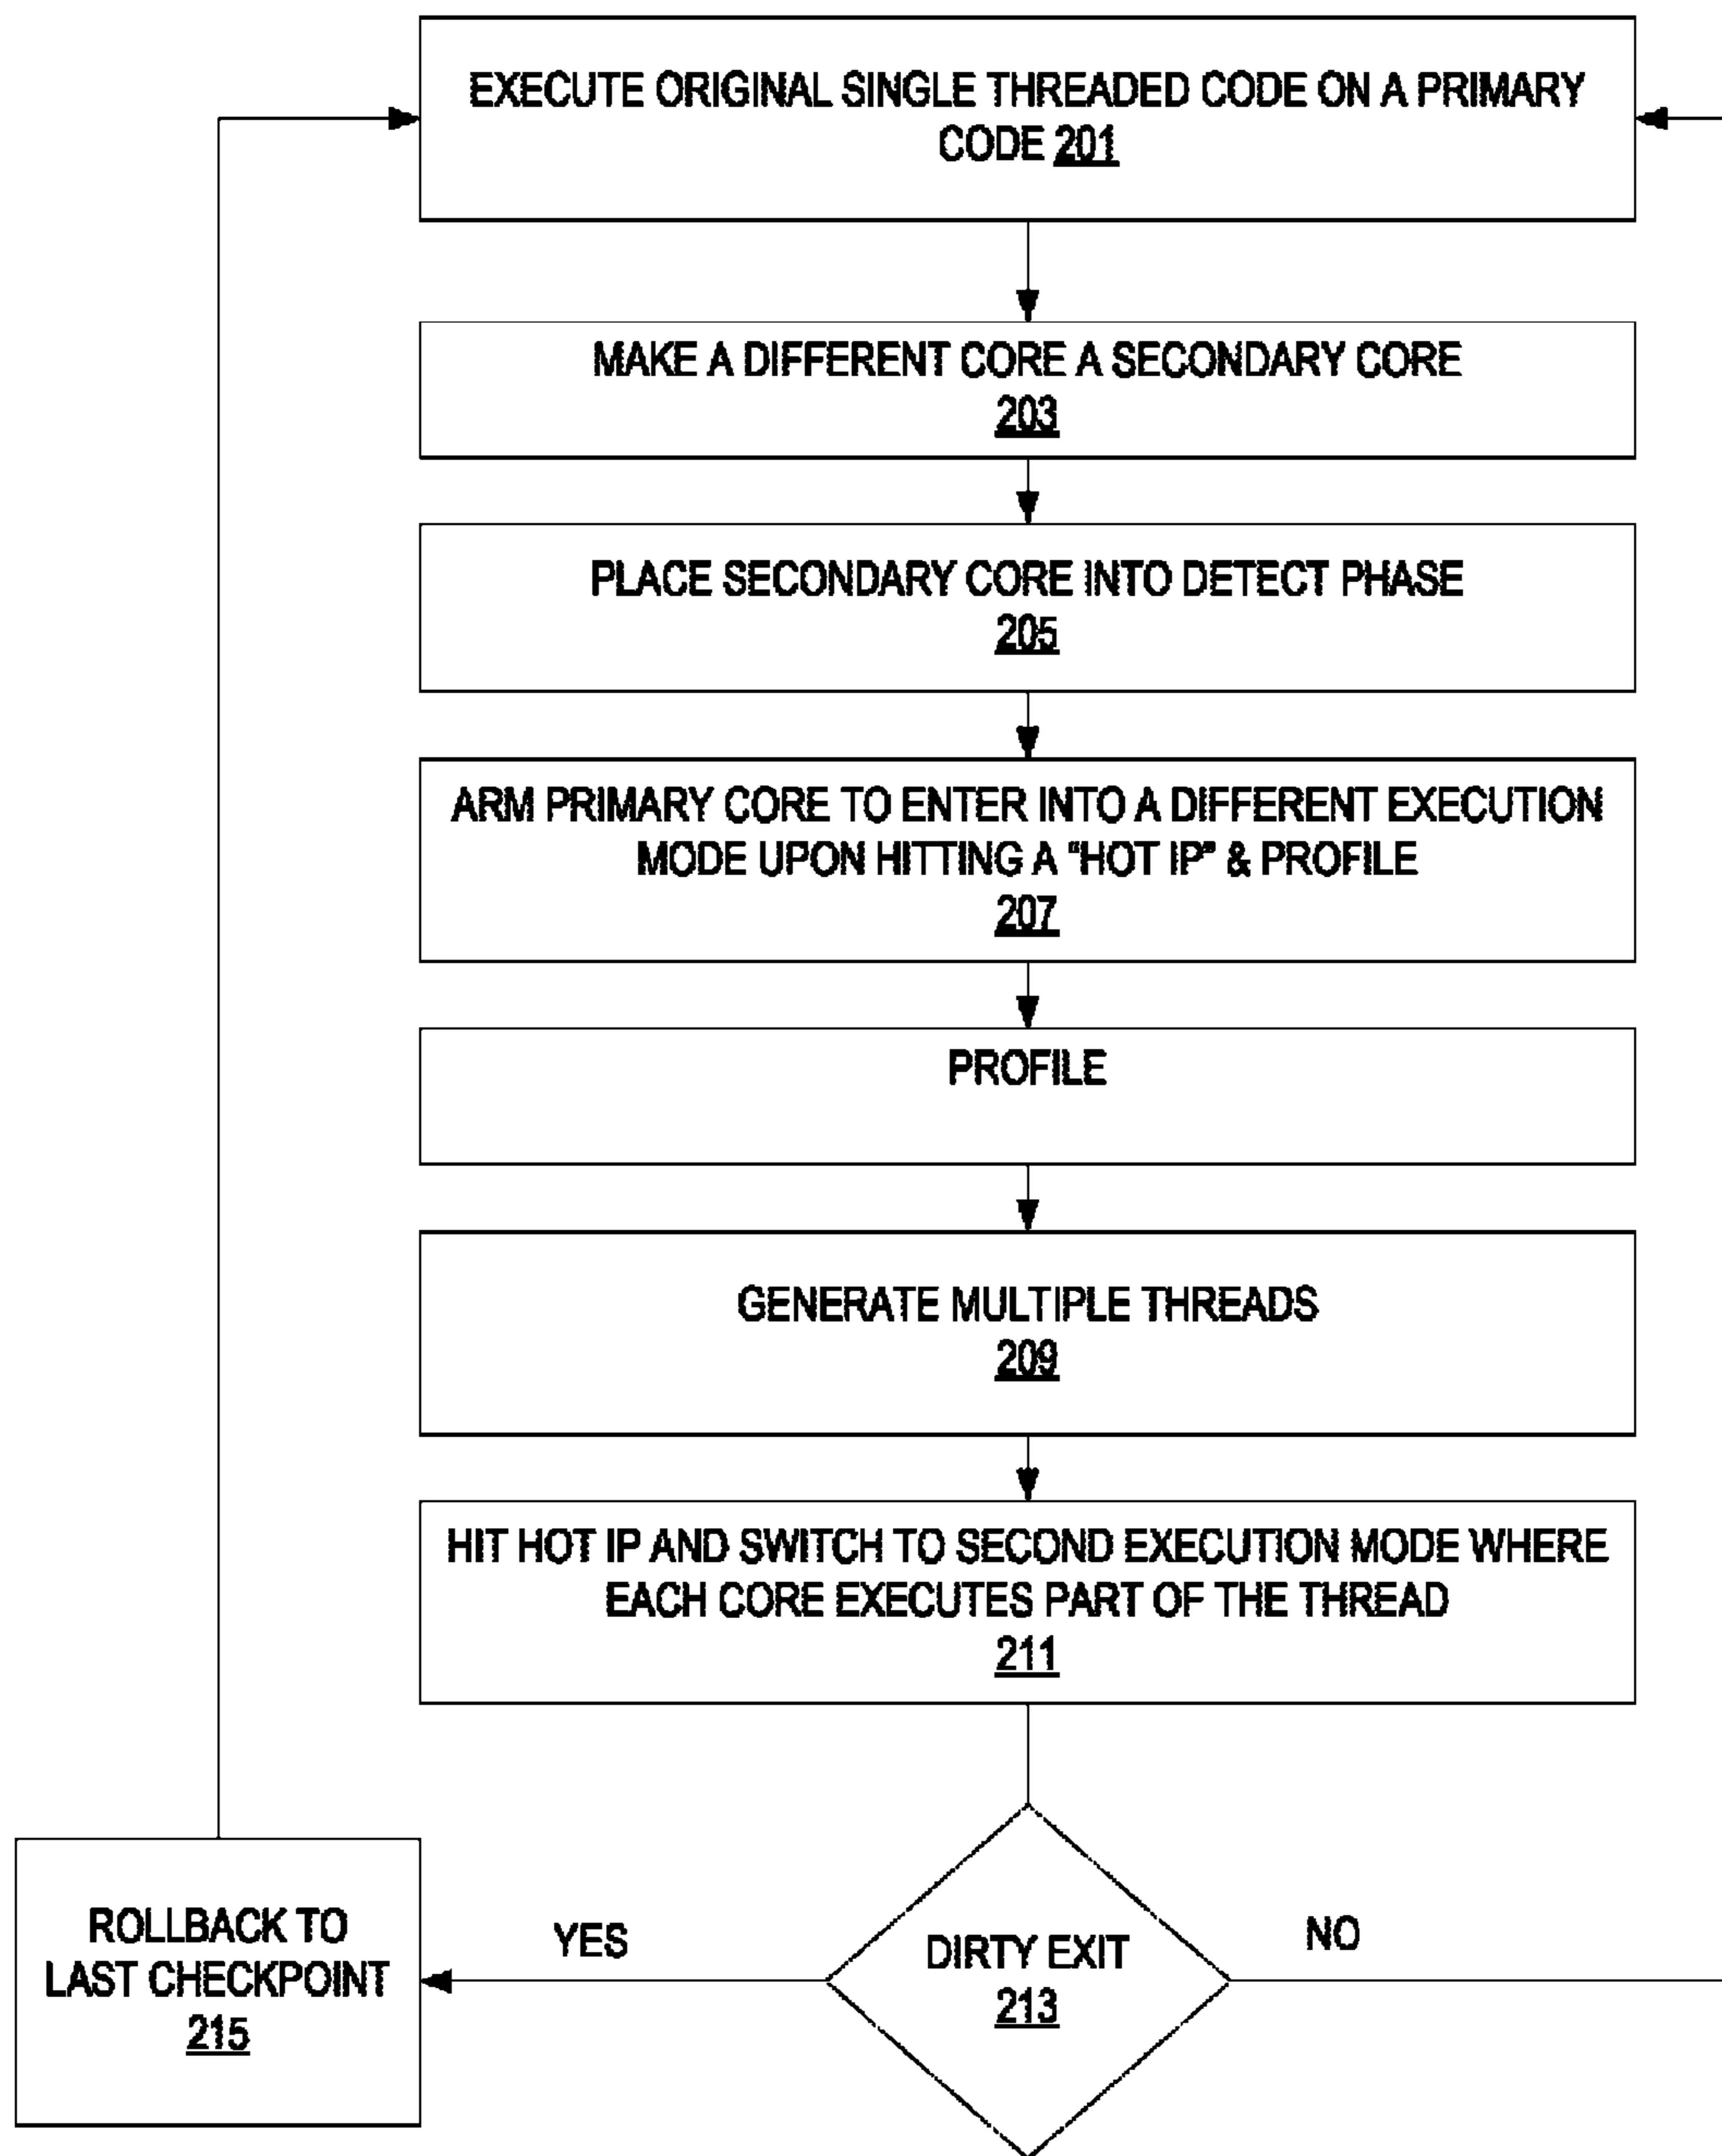 EXECUTE ORIGINAL SINGLE THREADED CODE ON A PRIMARY
CODE 201
MAKE A DIFFERENT CORE A SECONDARY CORE
203
PLACE SECONDARY CORE INTO DETECT PHASE
205
ARM PRIMARY CORE TO ENTER INTO A DIFFERENT EXECUTION
MODE UPON HITTING A "HOT IP" & PROFILE
207
PROFILE
GENERATE MULTIPLE THREADS
209
HIT HOT IP AND SWITCH TO SECOND EXECUTION MODE WHERE
EACH CORE EXECUTES PART OF THE THREAD
211
DIRTY EXIT
213
YES
NO
ROLLBACK TO
LAST CHECKPOINT
215